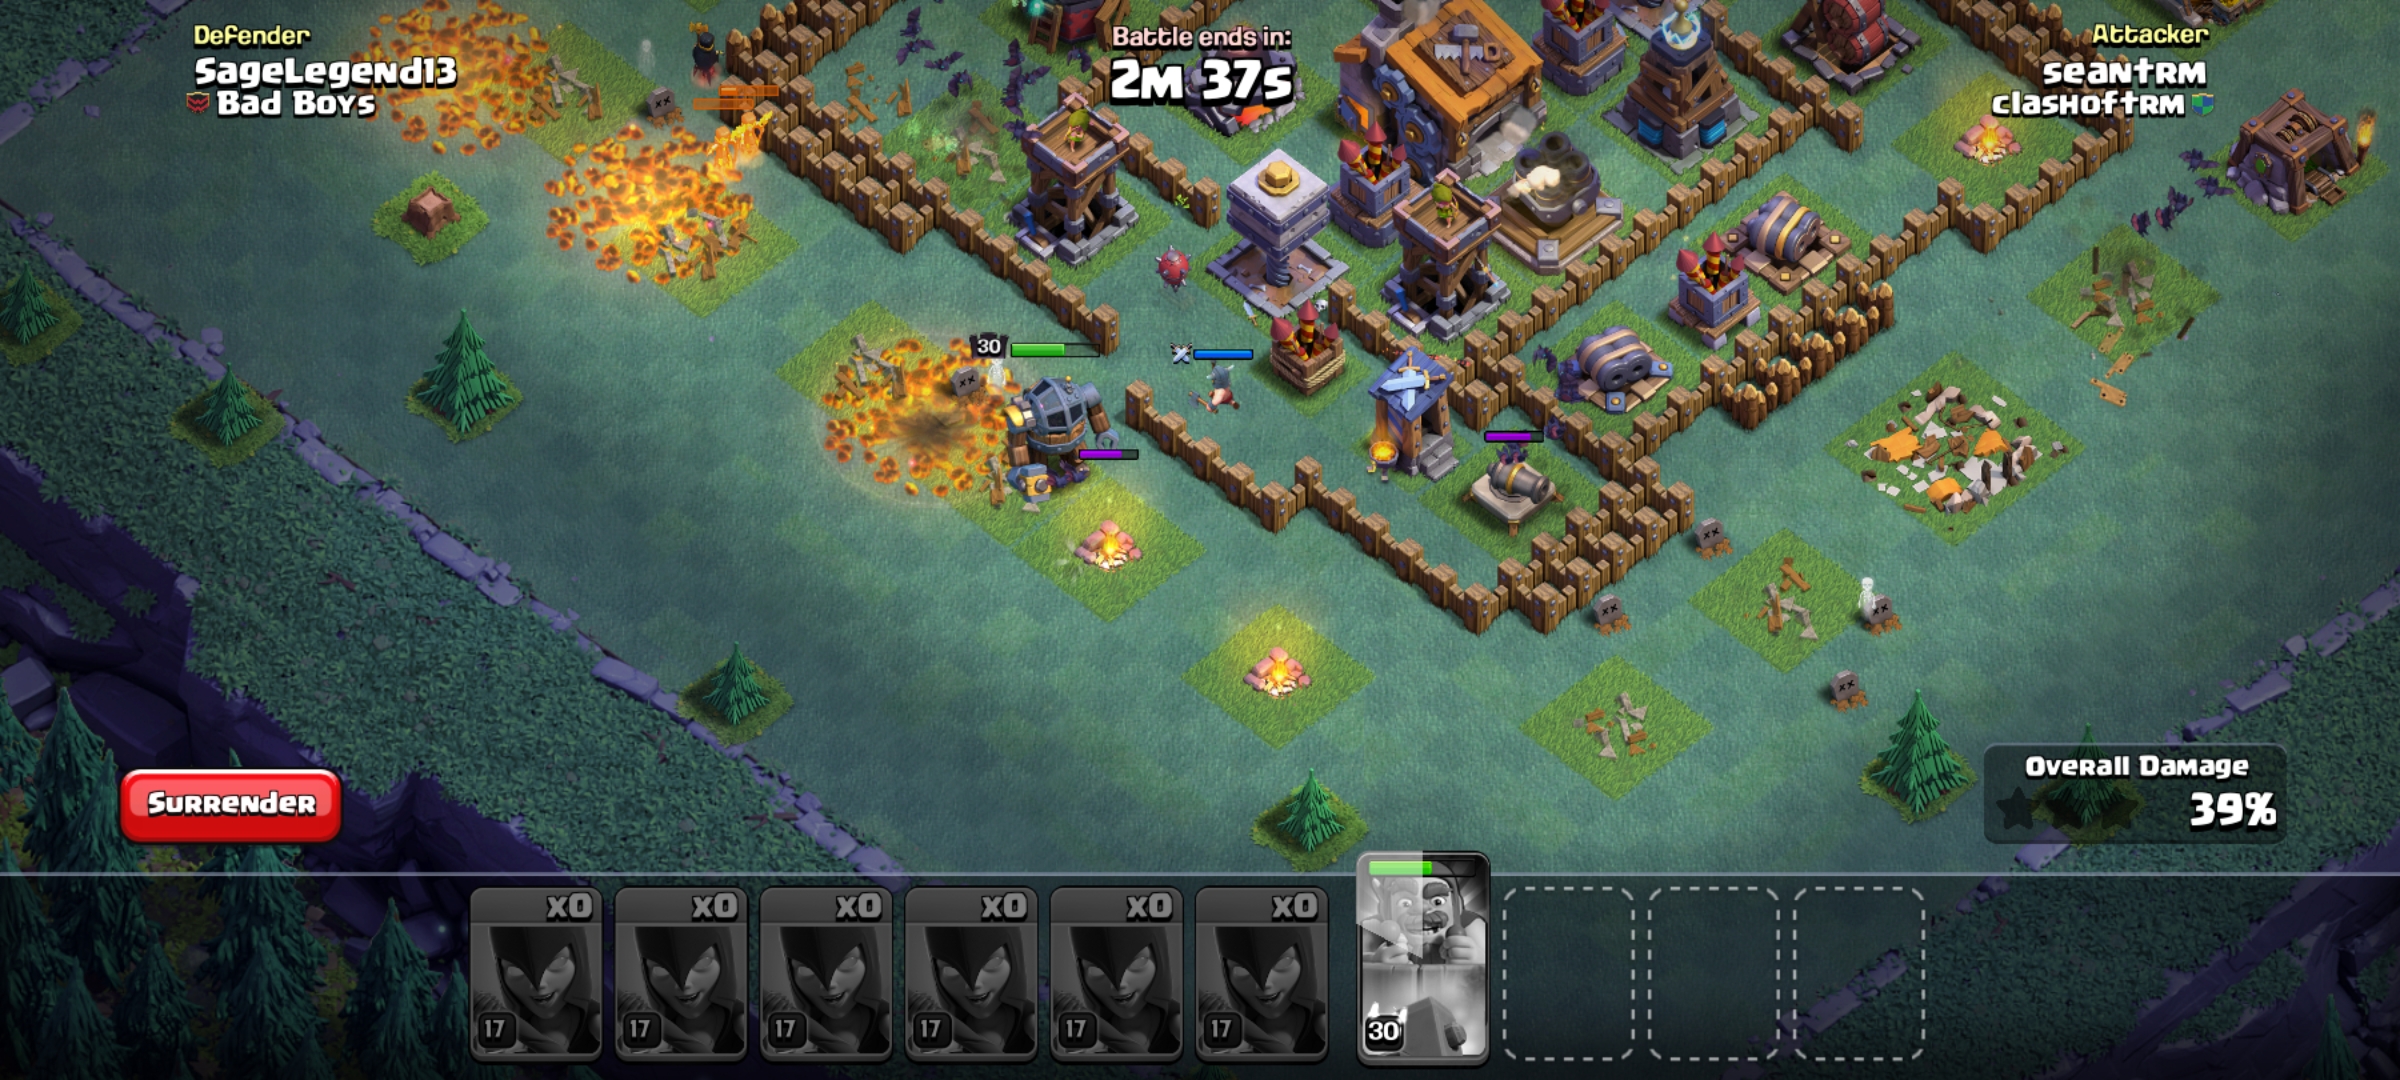 Defender
SageLegend13
Bad Boys
Battle ends in:
2M 37s
Attacker
seantRM
clashoftRM
30
Surrender
Overall Damage
39%
x0
x0
x0
x0
x0
x0
17
17
17
17
17
17
30